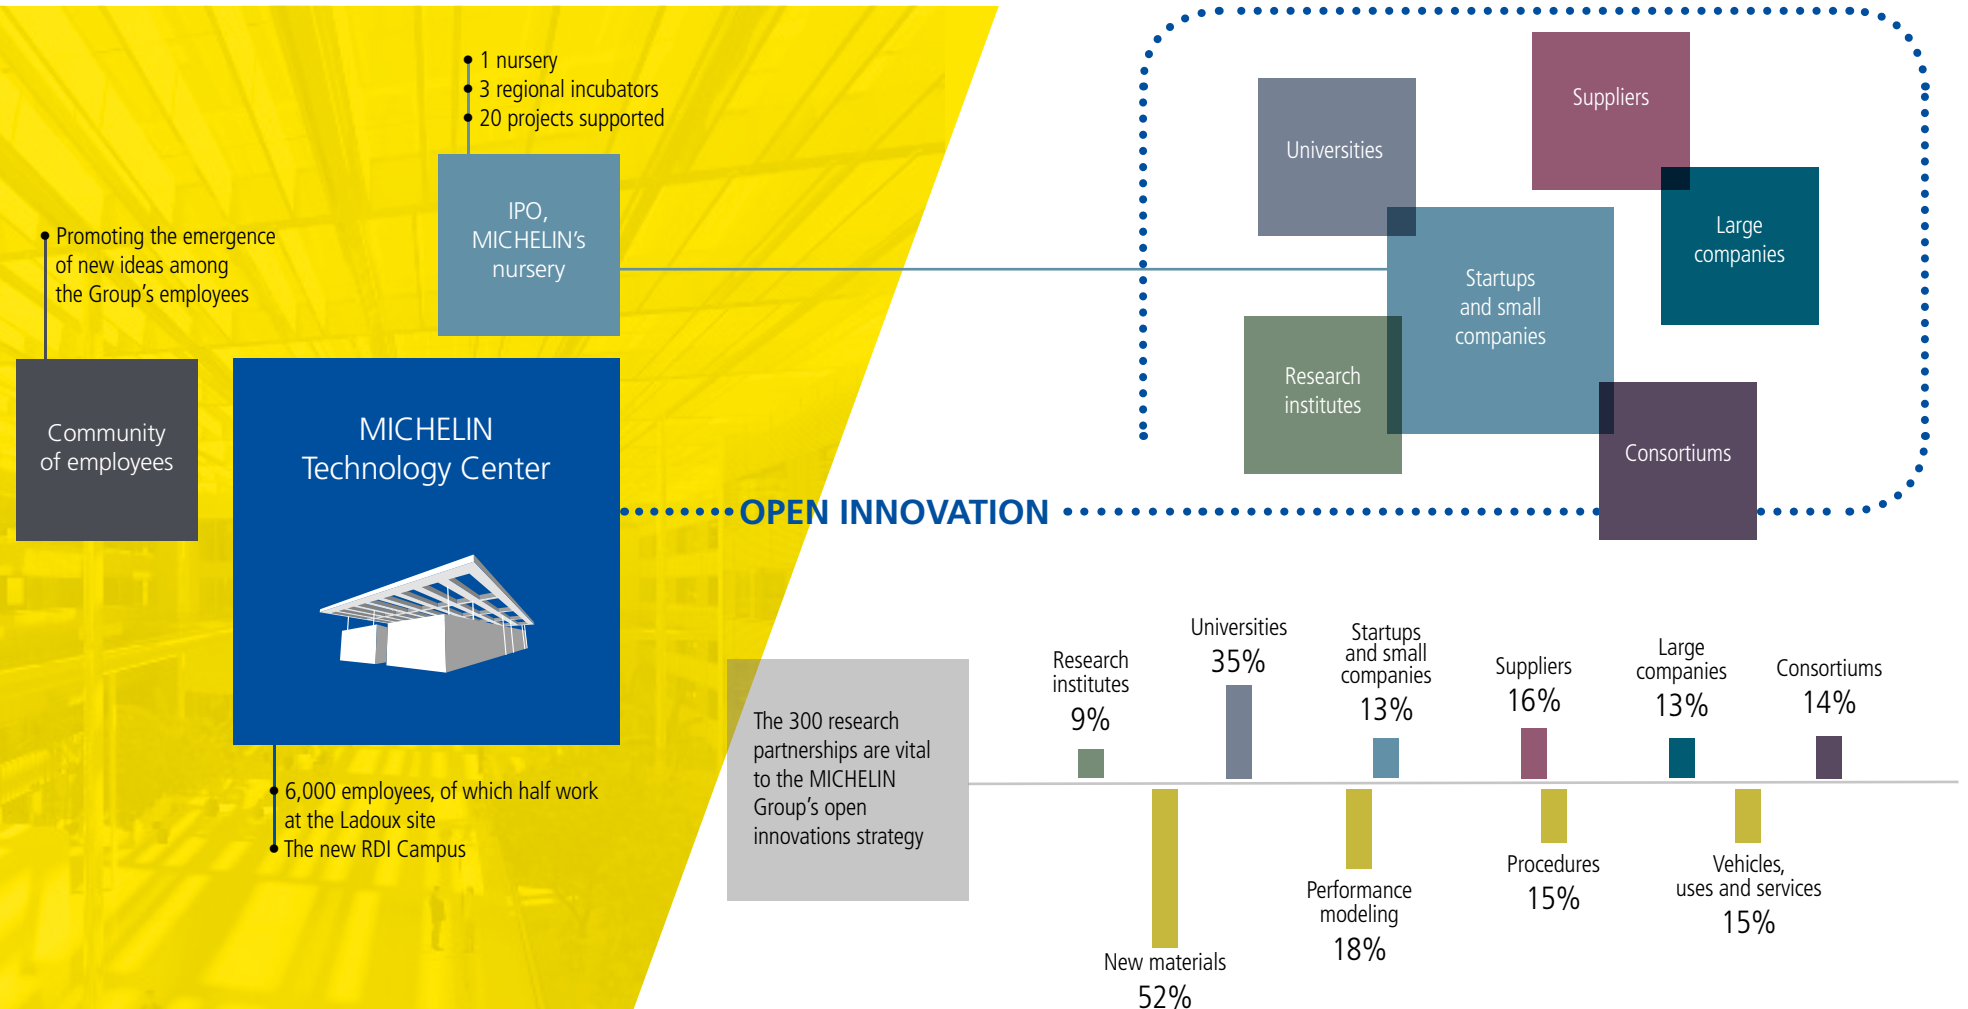 1 nursery
3 regional incubators
20 projects supported
IPO,
MICHELIN's
nursery
Promoting the emergence
of new ideas among
the Group's employees
Community
of employees
MICHELIN
Technology Center
6,000 employees, of which half work
at the Ladoux site
The new RDI Campus
Universities
Suppliers
Large
companies
Startups
and small
companies
Research
institutes
Consortiums
OPEN INNOVATION
The 300 research
partnerships are vital
to the MICHELIN
Group's open
innovations strategy
Research
institutes
9%
Universities
35%
Startups
and small
companies
13%
Suppliers
16%
Large
companies
13%
Consortiums
14%
New materials
52%
Performance
modeling
18%
Procedures
15%
Vehicles,
uses and services
15%